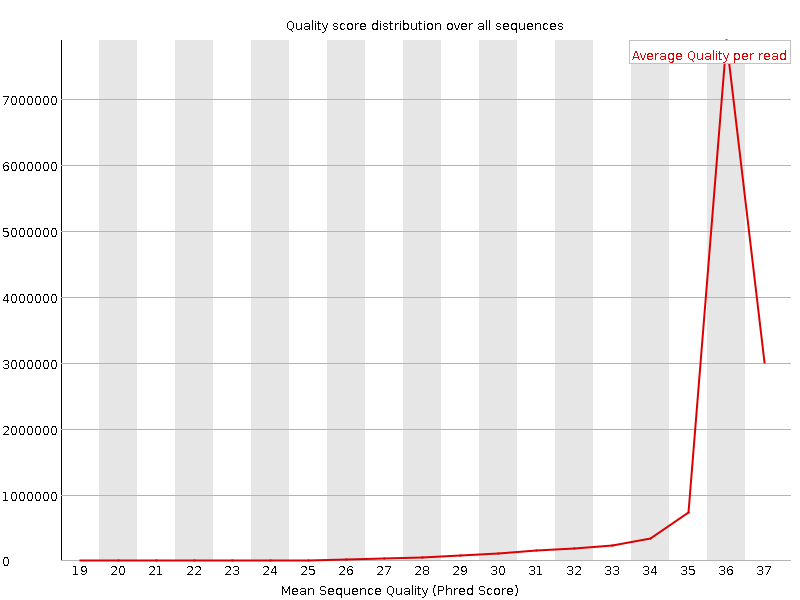 Quality score distribution over all sequences
Average Quality per read
7000000
6000000
5000000
4000000
3000000
2000000
1000000
0
19 20 21 22 23 24 25 26 27 28 29 30 31 32 33 34 35 36 37
Mean Sequence Quality (Phred Score)